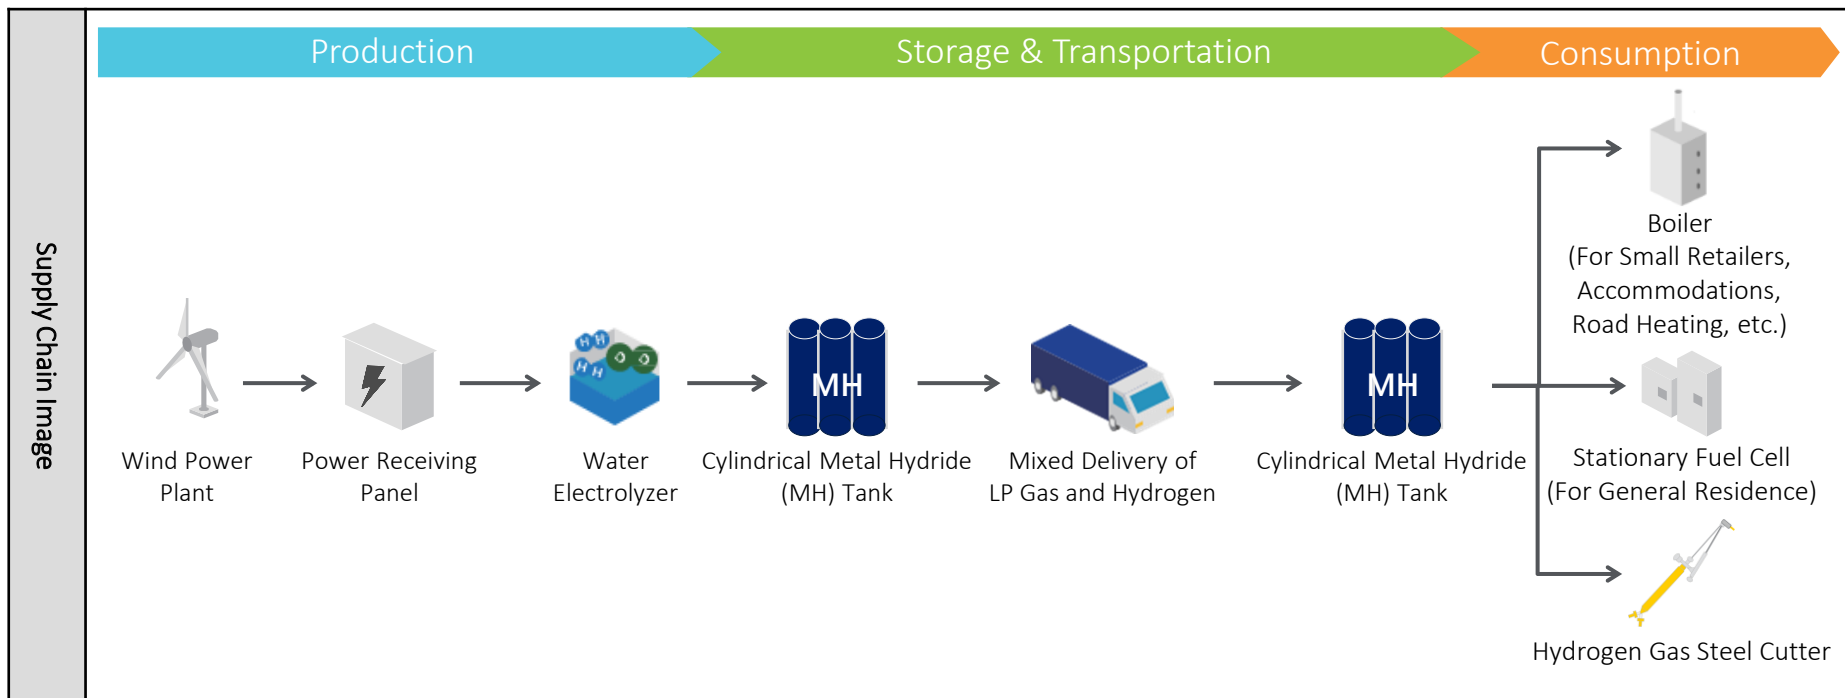 Supply Chain Image
Production
Storage & Transportation
Consumption
Wind Power
Plant
Power Receiving
Panel
H H
H H
O O
Water
Electrolyzer
MH
Cylindrical Metal Hydride
(MH) Tank
Mixed Delivery of
LP Gas and Hydrogen
MH
Cylindrical Metal Hydride
(MH) Tank
Boiler
(For Small Retailers,
Accommodations,
Road Heating, etc.)
Stationary Fuel Cell
(For General Residence)
Hydrogen Gas Steel Cutter